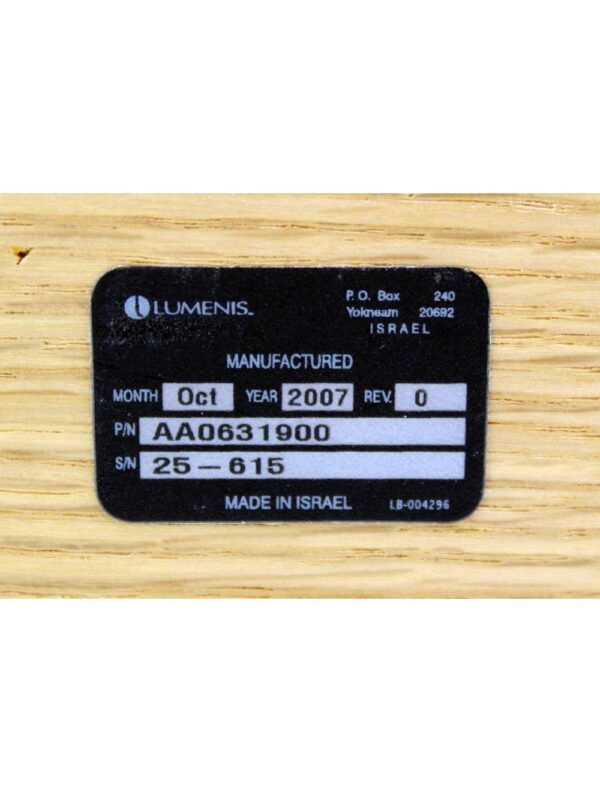 LUMENIS™
P.O. Box 240
Yokneam 20692
ISRAEL
MANUFACTURED
MONTH Oct YEAR 2007 REV. 0
P/N AA0631900
S/N 25-615
MADE IN ISRAEL LB-004296